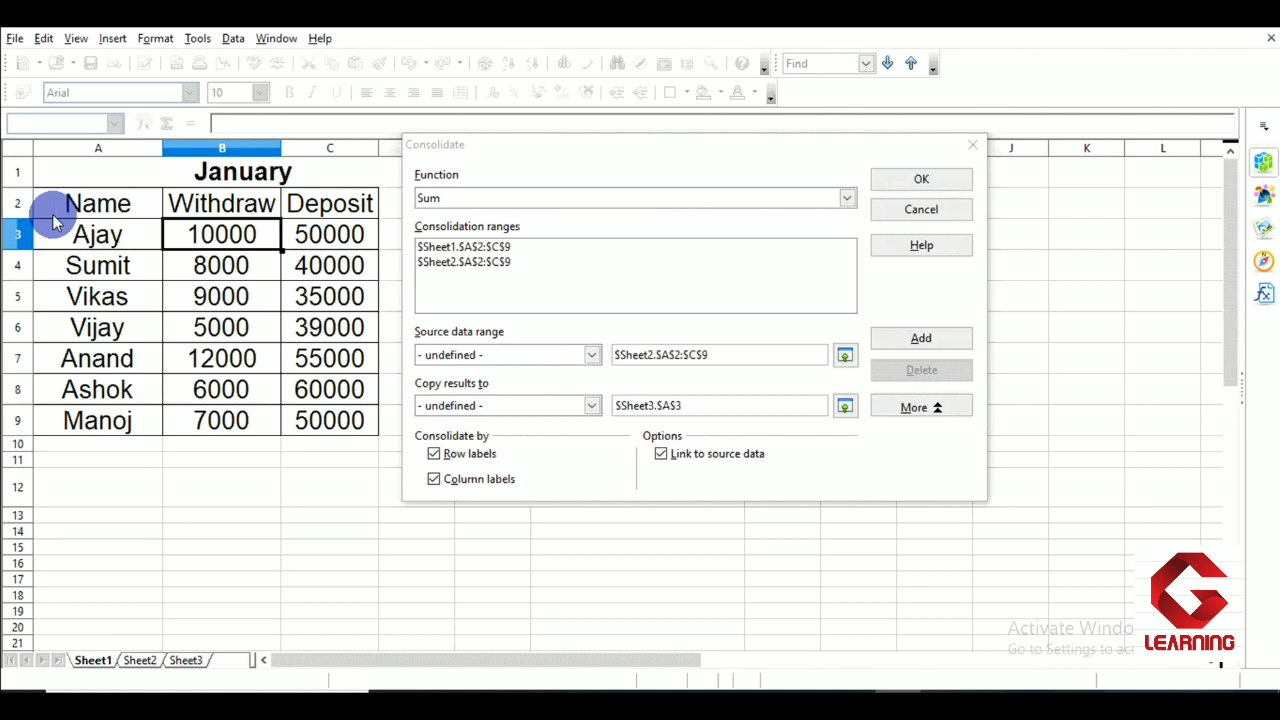 File Edit View Insert Format Tools Data Window Help
Find
Arial 10
Consolidate
A B C J K L
1 January
2 Name Withdraw Deposit
3 Ajay 10000 50000
4 Sumit 8000 40000
5 Vikas 9000 35000
6 Vijay 5000 39000
7 Anand 12000 55000
8 Ashok 6000 60000
9 Manoj 7000 50000
10
11
12
13
14
15
16
17
18
19
20
21
Function
Sum
OK
Cancel
Consolidation ranges
$Sheet1.$A$2:$C$9
$Sheet2.$A$2:$C$9
Help
Source data range
- undefined - $Sheet2.$A$2:$C$9
Add
Delete
Copy results to
- undefined - $Sheet3.$A$3
More
Consolidate by Options
Row labels Link to source data
Column labels
Activate Windo
Go to Settings to act
G
LEARNING
Sheet1 Sheet2 Sheet3